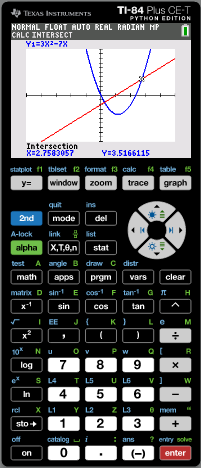 TEXAS INSTRUMENTS TI-84 Plus CE-T
PYTHON EDITION
NORMAL FLOAT AUTO REAL RADIAN MP
CALC INTERSECT
Y1=3X²-7X
Intersection
X=2.7583057 Y=3.5166115
statplot f1 tblset f2 format f3 calc f4 table f5
y= window zoom trace graph
quit ins
2nd mode del
A-lock link list
alpha X,T,θ,n stat
test A angle B draw C distr
math apps prgm vars clear
matrix D sin⁻¹ E cos⁻¹ F tan⁻¹ G π H
x⁻¹ sin cos tan ^
√ I EE J { K } L e M
x² , ( ) ÷
10ˣ N u O v P w Q [ R
log 7 8 9 ×
eˣ S L4 T L5 U L6 V ] W
ln 4 5 6 −
rcl X L1 Y L2 Z L3 θ mem "
sto→ 1 2 3 +
off catalog i : ans ? entry solve
on 0 . (−) enter